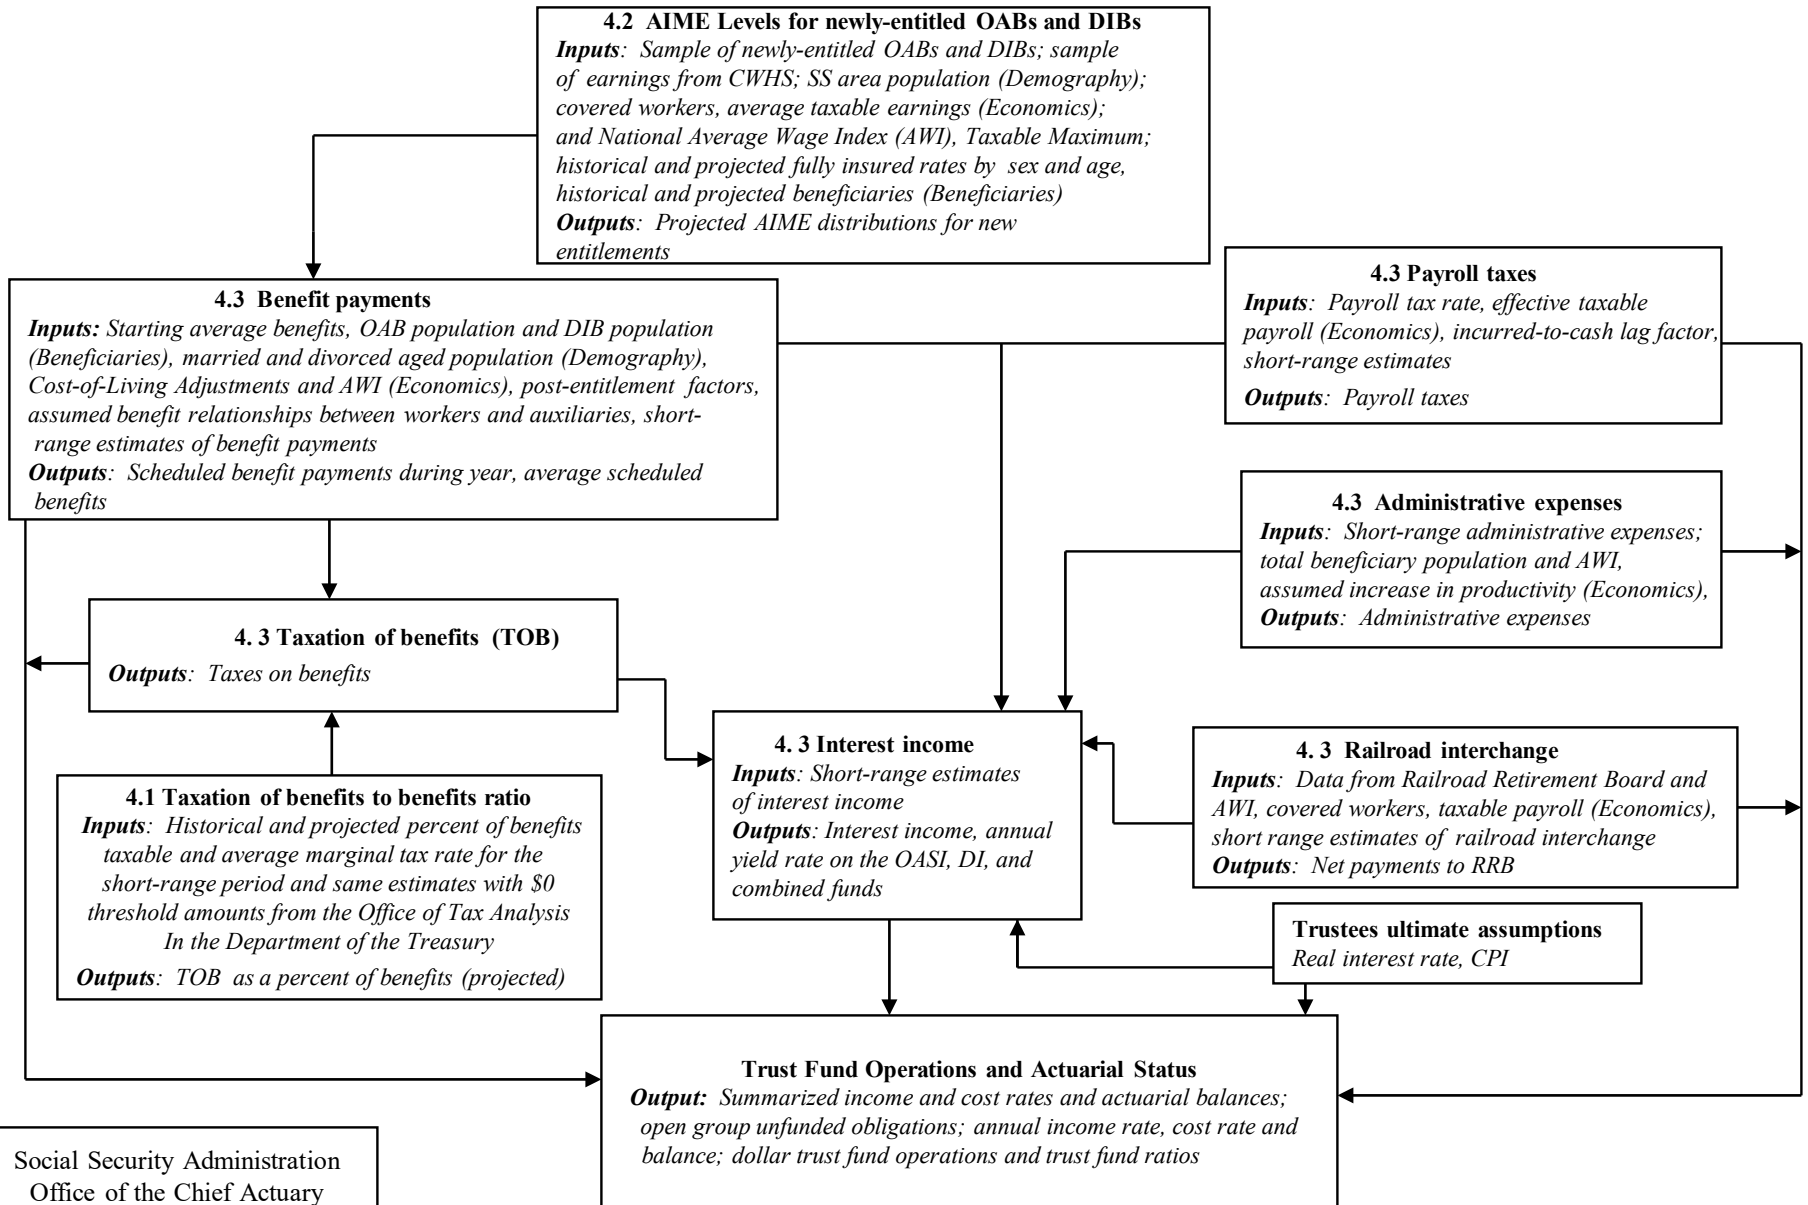 4.2 AIME Levels for newly-entitled OABs and DIBs
Inputs: Sample of newly-entitled OABs and DIBs; sample
of earnings from CWHS; SS area population (Demography);
covered workers, average taxable earnings (Economics);
and National Average Wage Index (AWI), Taxable Maximum;
historical and projected fully insured rates by sex and age,
historical and projected beneficiaries (Beneficiaries)
Outputs: Projected AIME distributions for new
entitlements
4.3 Benefit payments
Inputs: Starting average benefits, OAB population and DIB population
(Beneficiaries), married and divorced aged population (Demography),
Cost-of-Living Adjustments and AWI (Economics), post-entitlement factors,
assumed benefit relationships between workers and auxiliaries, short-
range estimates of benefit payments
Outputs: Scheduled benefit payments during year, average scheduled
benefits
4.3 Payroll taxes
Inputs: Payroll tax rate, effective taxable
payroll (Economics), incurred-to-cash lag factor,
short-range estimates
Outputs: Payroll taxes
4.3 Administrative expenses
Inputs: Short-range administrative expenses;
total beneficiary population and AWI,
assumed increase in productivity (Economics),
Outputs: Administrative expenses
4. 3 Taxation of benefits (TOB)
Outputs: Taxes on benefits
4. 3 Interest income
Inputs: Short-range estimates
of interest income
Outputs: Interest income, annual
yield rate on the OASI, DI, and
combined funds
4. 3 Railroad interchange
Inputs: Data from Railroad Retirement Board and
AWI, covered workers, taxable payroll (Economics),
short range estimates of railroad interchange
Outputs: Net payments to RRB
4.1 Taxation of benefits to benefits ratio
Inputs: Historical and projected percent of benefits
taxable and average marginal tax rate for the
short-range period and same estimates with $0
threshold amounts from the Office of Tax Analysis
In the Department of the Treasury
Outputs: TOB as a percent of benefits (projected)
Trustees ultimate assumptions
Real interest rate, CPI
Trust Fund Operations and Actuarial Status
Output: Summarized income and cost rates and actuarial balances;
open group unfunded obligations; annual income rate, cost rate and
balance; dollar trust fund operations and trust fund ratios
Social Security Administration
Office of the Chief Actuary